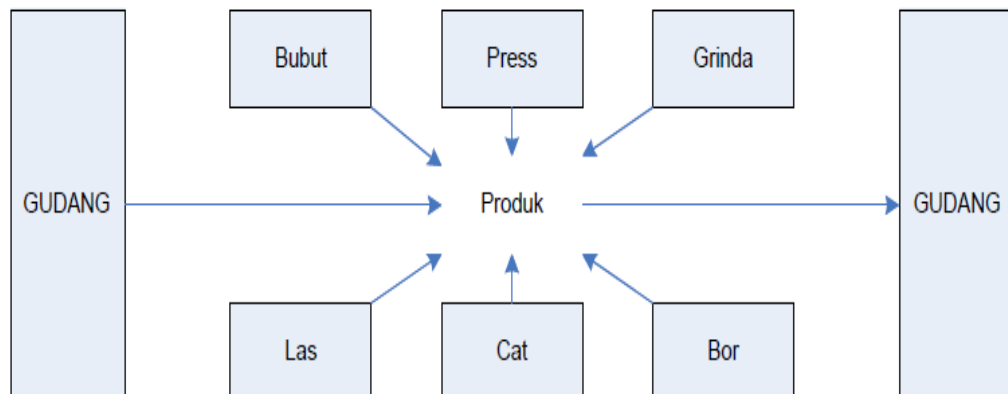 Bubut
Press
Grinda
GUDANG
Produk
GUDANG
Las
Cat
Bor